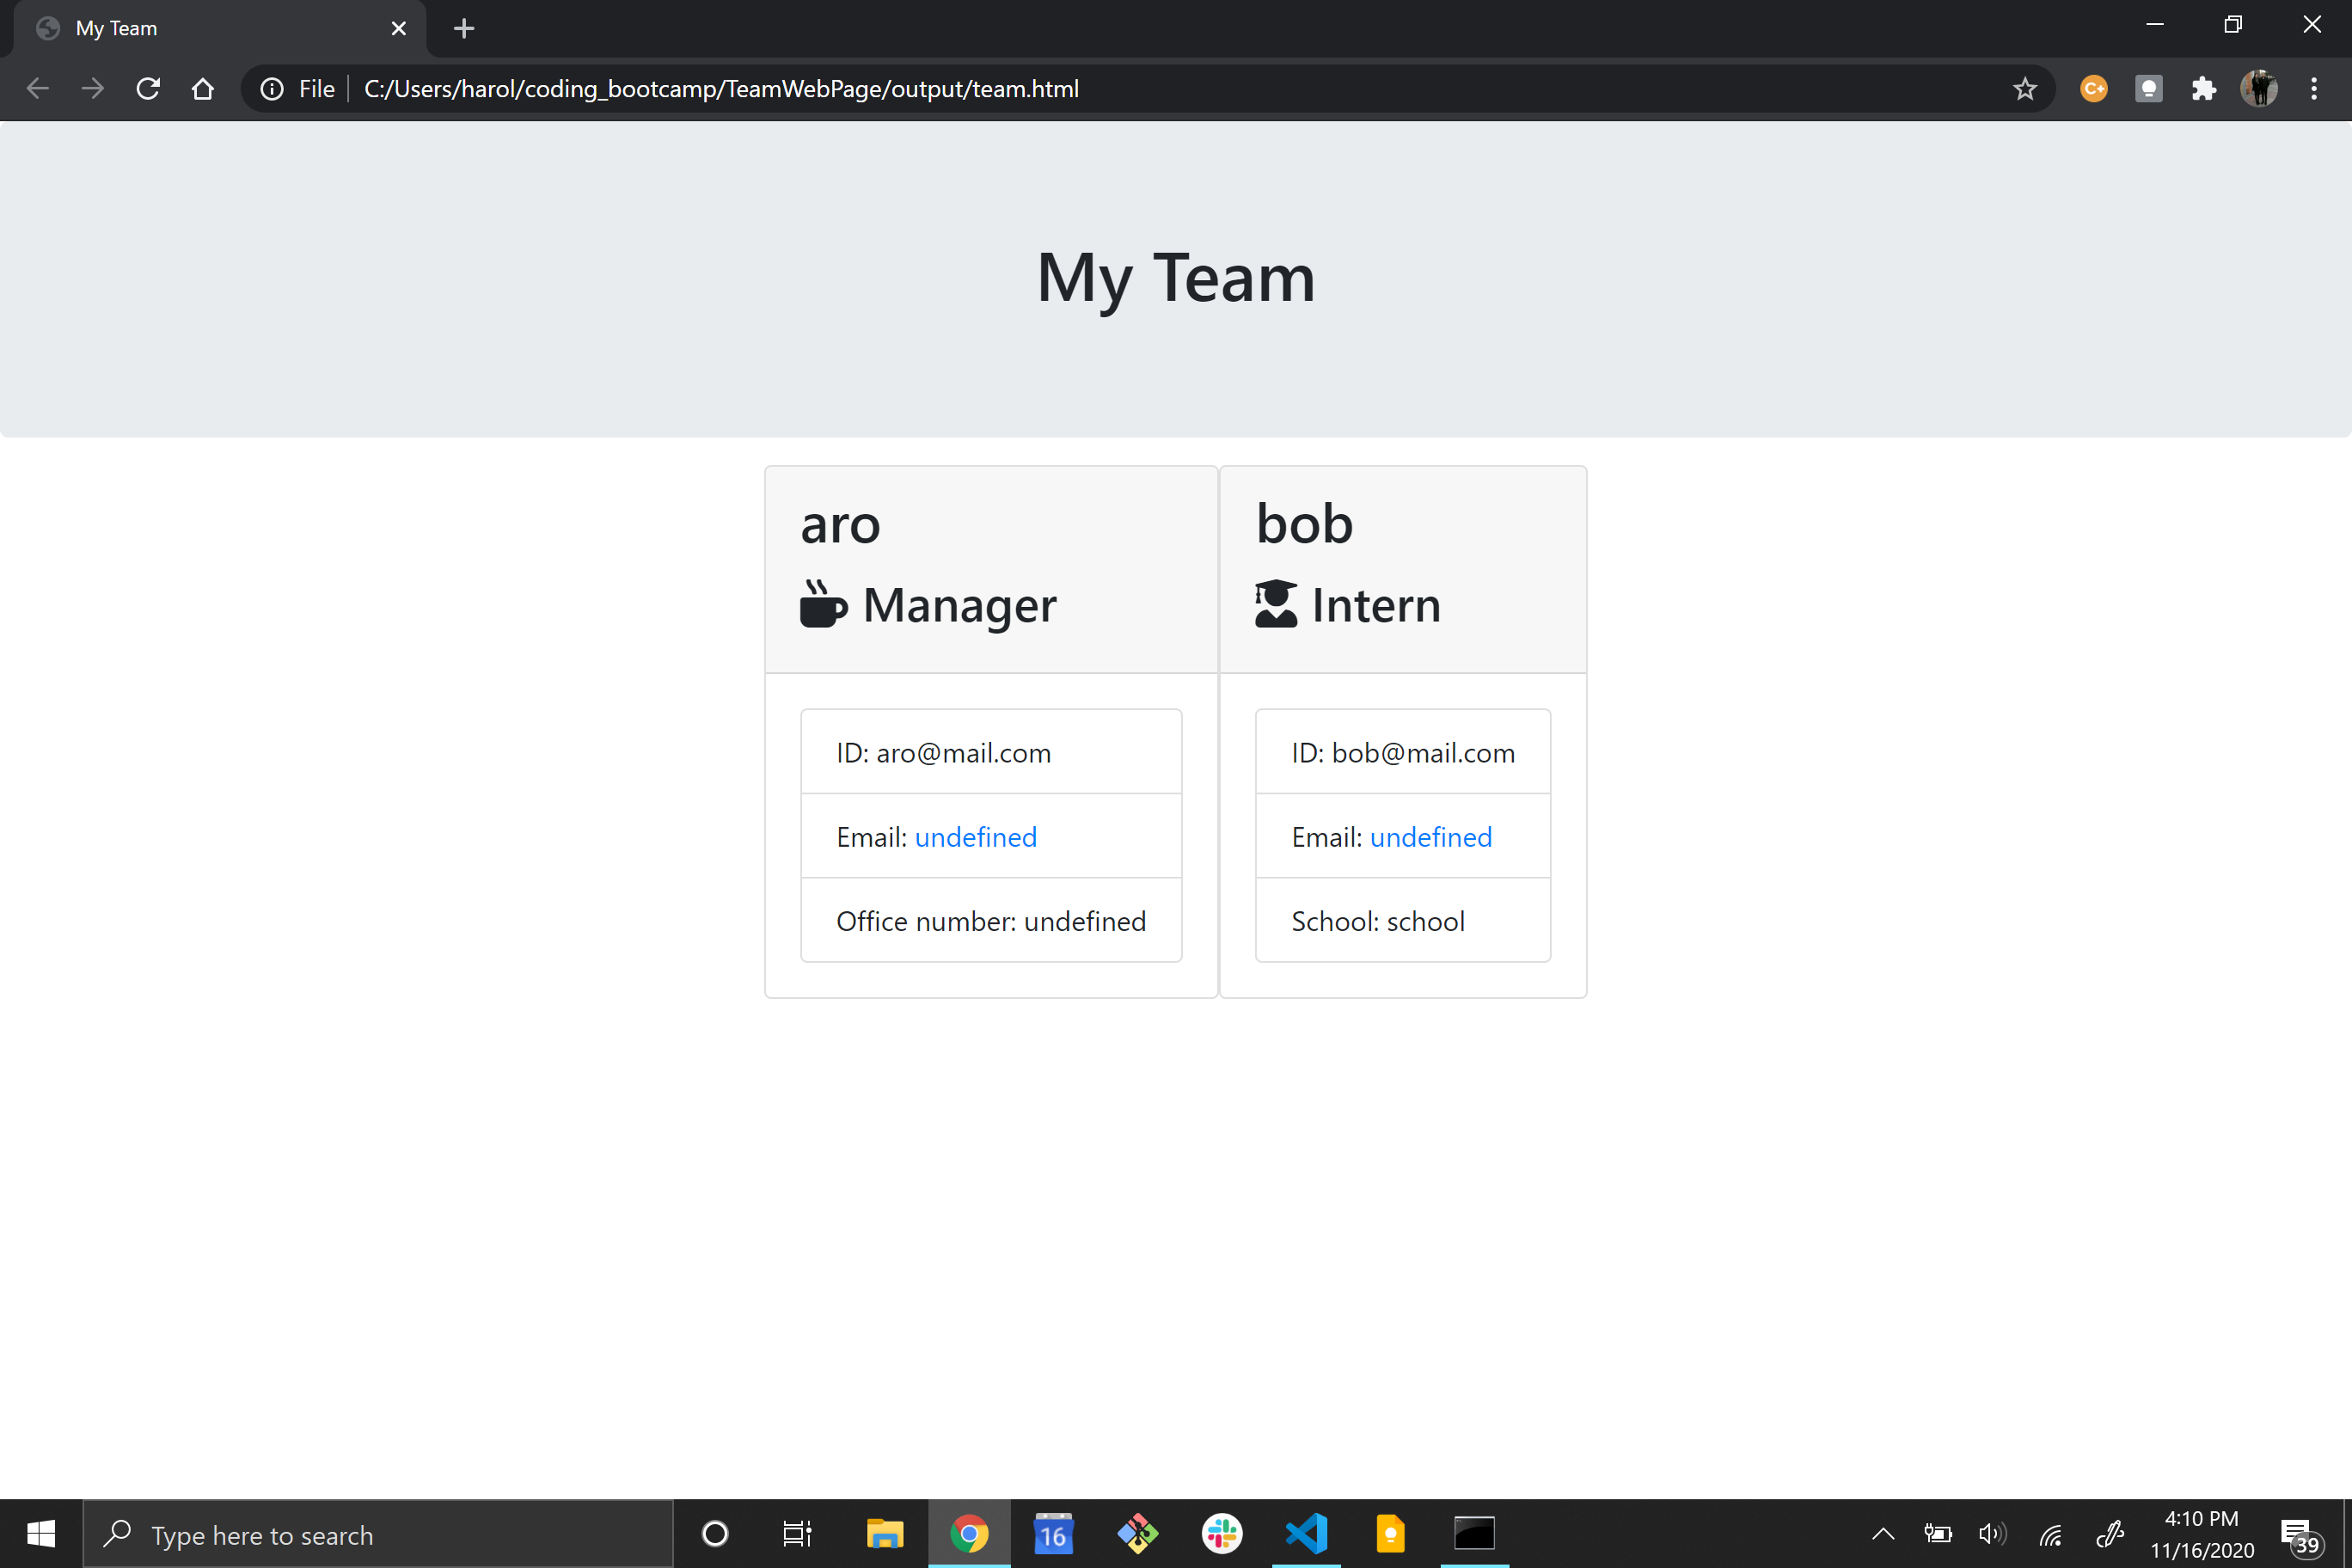 My Team
File C:/Users/harol/coding_bootcamp/TeamWebPage/output/team.html
My Team
aro
Manager
ID: aro@mail.com
Email: undefined
Office number: undefined
bob
Intern
ID: bob@mail.com
Email: undefined
School: school
Type here to search
16
4:10 PM
11/16/2020
39